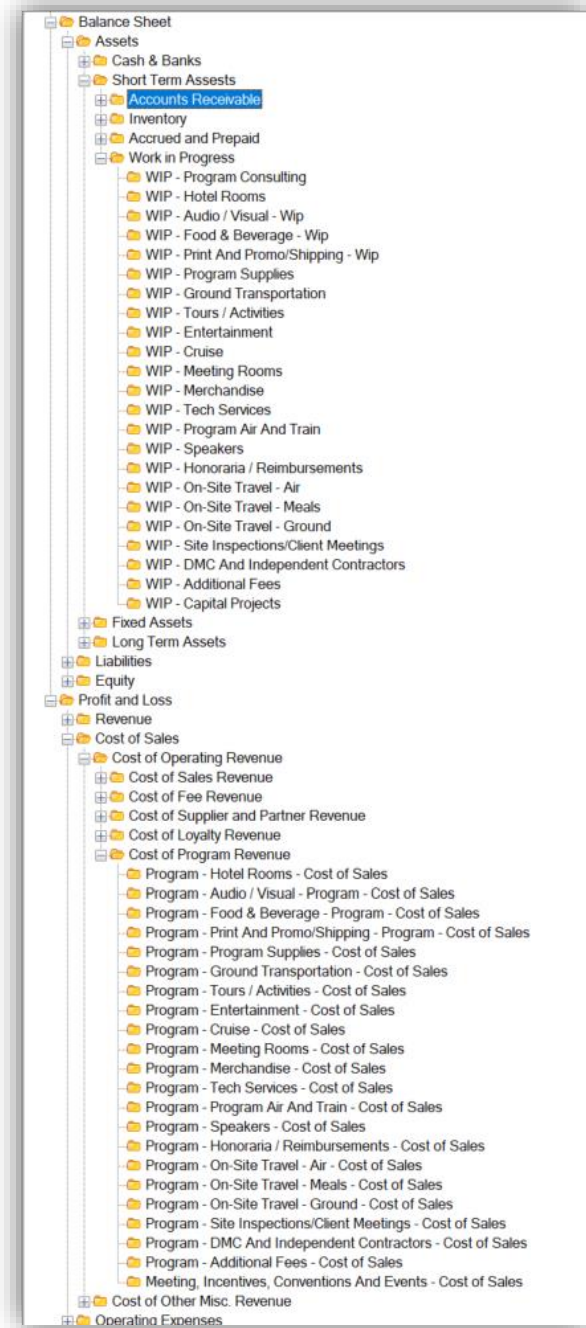 Balance Sheet
Assets
Cash & Banks
Short Term Assests
Accounts Receivable
Inventory
Accrued and Prepaid
Work in Progress
WIP - Program Consulting
WIP - Hotel Rooms
WIP - Audio / Visual - Wip
WIP - Food & Beverage - Wip
WIP - Print And Promo/Shipping - Wip
WIP - Program Supplies
WIP - Ground Transportation
WIP - Tours / Activities
WIP - Entertainment
WIP - Cruise
WIP - Meeting Rooms
WIP - Merchandise
WIP - Tech Services
WIP - Program Air And Train
WIP - Speakers
WIP - Honoraria / Reimbursements
WIP - On-Site Travel - Air
WIP - On-Site Travel - Meals
WIP - On-Site Travel - Ground
WIP - Site Inspections/Client Meetings
WIP - DMC And Independent Contractors
WIP - Additional Fees
WIP - Capital Projects
Fixed Assets
Long Term Assets
Liabilities
Equity
Profit and Loss
Revenue
Cost of Sales
Cost of Operating Revenue
Cost of Sales Revenue
Cost of Fee Revenue
Cost of Supplier and Partner Revenue
Cost of Loyalty Revenue
Cost of Program Revenue
Program - Hotel Rooms - Cost of Sales
Program - Audio / Visual - Program - Cost of Sales
Program - Food & Beverage - Program - Cost of Sales
Program - Print And Promo/Shipping - Program - Cost of Sales
Program - Program Supplies - Cost of Sales
Program - Ground Transportation - Cost of Sales
Program - Tours / Activities - Cost of Sales
Program - Entertainment - Cost of Sales
Program - Cruise - Cost of Sales
Program - Meeting Rooms - Cost of Sales
Program - Merchandise - Cost of Sales
Program - Tech Services - Cost of Sales
Program - Program Air And Train - Cost of Sales
Program - Speakers - Cost of Sales
Program - Honoraria / Reimbursements - Cost of Sales
Program - On-Site Travel - Air - Cost of Sales
Program - On-Site Travel - Meals - Cost of Sales
Program - On-Site Travel - Ground - Cost of Sales
Program - Site Inspections/Client Meetings - Cost of Sales
Program - DMC And Independent Contractors - Cost of Sales
Program - Additional Fees - Cost of Sales
Meeting, Incentives, Conventions And Events - Cost of Sales
Cost of Other Misc. Revenue
Operating Expenses